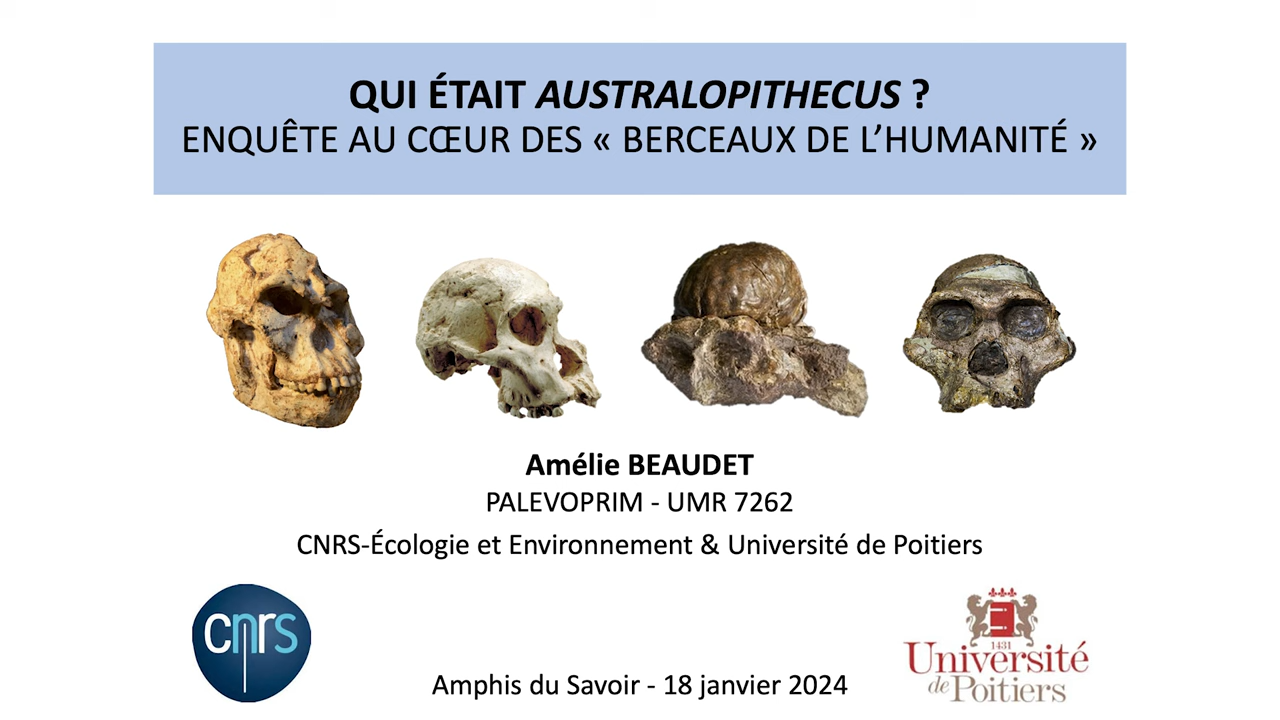 QUI ÉTAIT AUSTRALOPITHECUS ?
ENQUÊTE AU CŒUR DES « BERCEAUX DE L’HUMANITÉ »
Amélie BEAUDET
PALEVOPRIM - UMR 7262
CNRS-Écologie et Environnement & Université de Poitiers
cnrs
1431
Université
de Poitiers
Amphis du Savoir - 18 janvier 2024